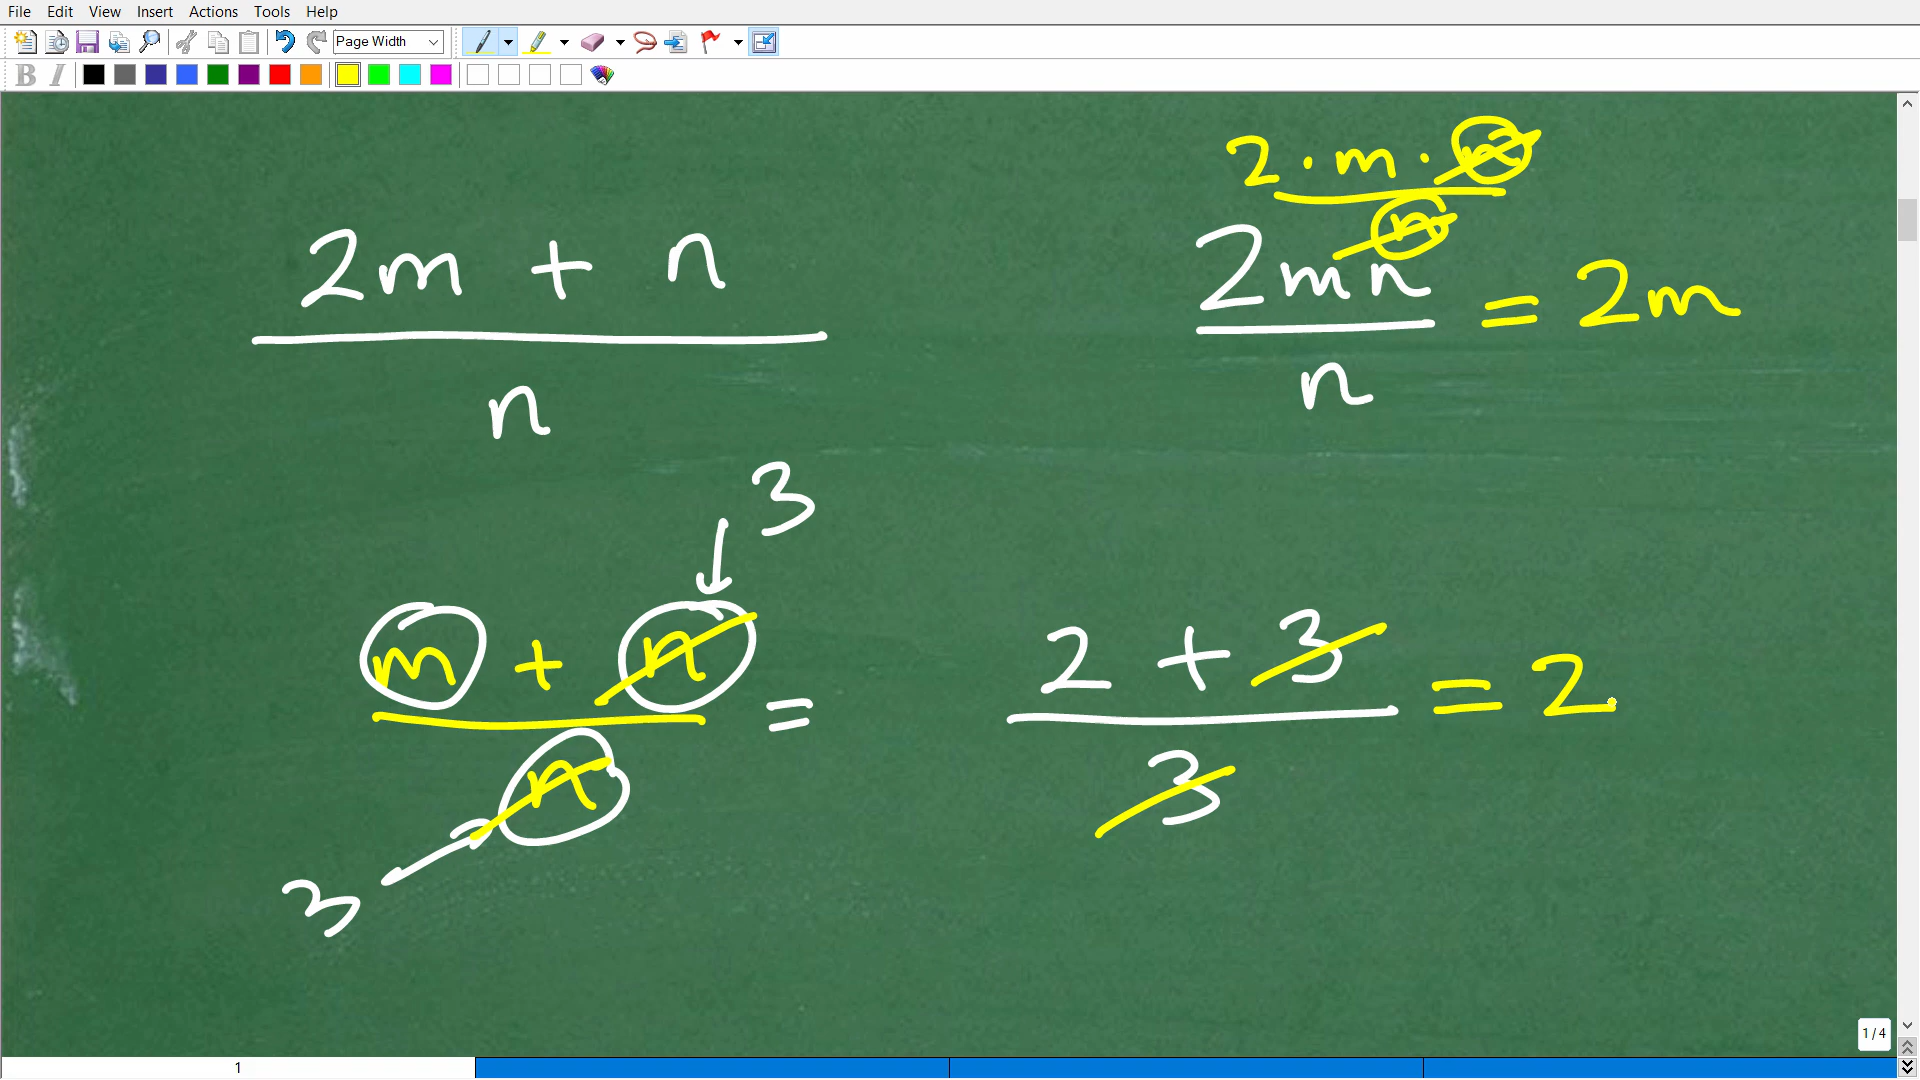 File Edit View Insert Actions Tools Help
Page Width
B I
2 · m · n
n
2m + n
n
2mn = 2m
n
3
m + n =
n
3
2 + 3 = 2
3
1 / 4
1